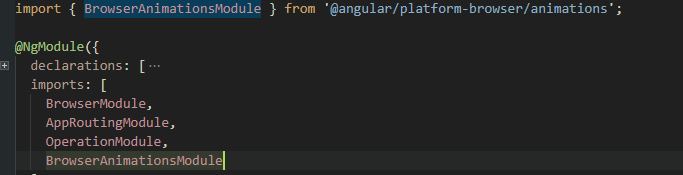 import { BrowserAnimationsModule } from '@angular/platform-browser/animations';
@NgModule({
declarations: [ ...
imports: [
BrowserModule,
AppRoutingModule,
OperationModule,
BrowserAnimationsModule